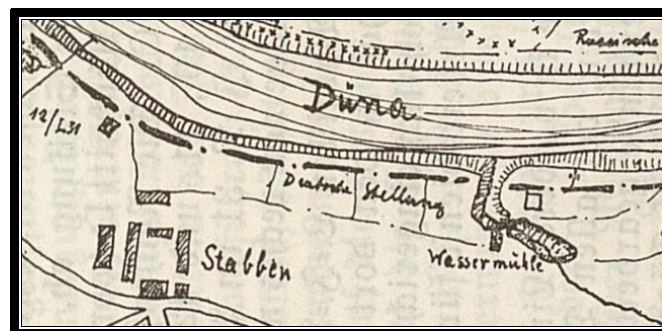 Russische
Düna
12/L31
Deutsche Stellung
Stabben
Wassermühle